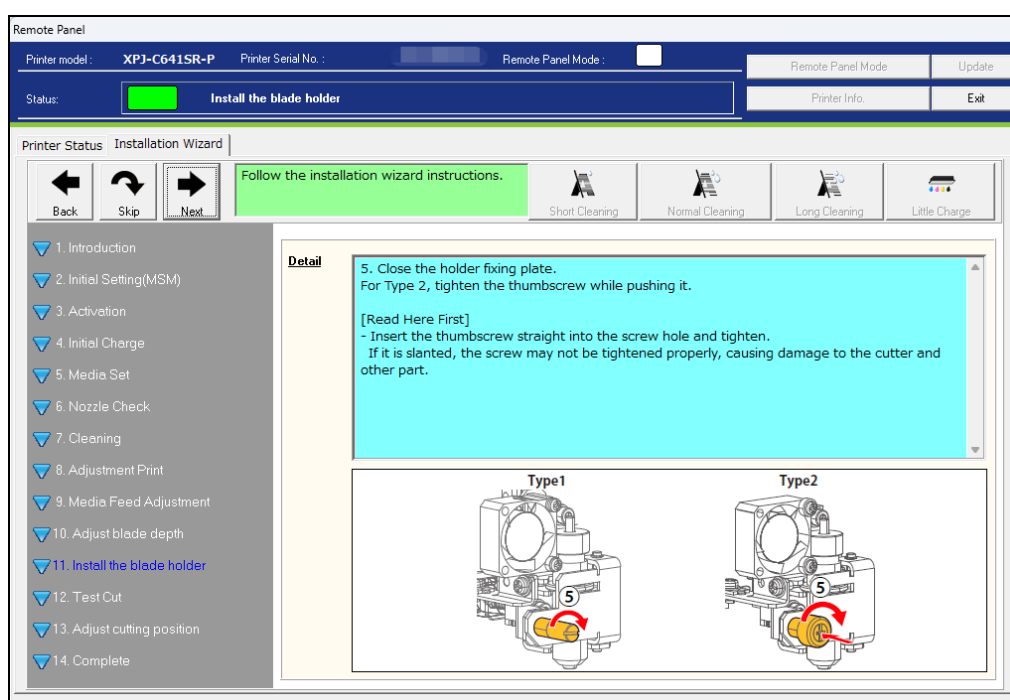 Remote Panel
Printer model : XPJ-C641SR-P Printer Serial No. : Remote Panel Mode :
Remote Panel Mode Update
Status: Install the blade holder
Printer Info. Exit
Printer Status Installation Wizard
Back Skip Next
Follow the installation wizard instructions.
Short Cleaning Normal Cleaning Long Cleaning Little Charge
1. Introduction
2. Initial Setting(MSM)
3. Activation
4. Initial Charge
5. Media Set
6. Nozzle Check
7. Cleaning
8. Adjustment Print
9. Media Feed Adjustment
10. Adjust blade depth
11. Install the blade holder
12. Test Cut
13. Adjust cutting position
14. Complete
Detail
5. Close the holder fixing plate.
For Type 2, tighten the thumbscrew while pushing it.
[Read Here First]
- Insert the thumbscrew straight into the screw hole and tighten.
If it is slanted, the screw may not be tightened properly, causing damage to the cutter and
other part.
Type1 Type2
5 5